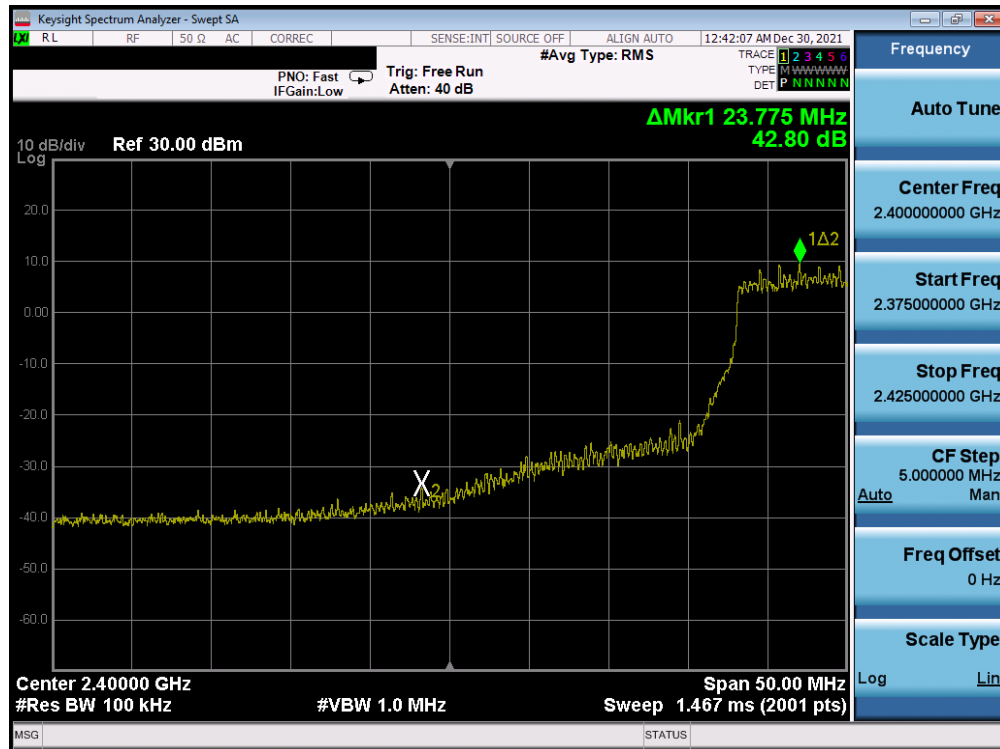 Keysight Spectrum Analyzer - Swept SA
LXI RL RF 50 Ω AC CORREC SENSE:INT SOURCE OFF ALIGN AUTO 12:42:07 AM Dec 30, 2021
#Avg Type: RMS
TRACE 1 2 3 4 5 6
PNO: Fast Trig: Free Run
TYPE M W W W W W
IFGain:Low Atten: 40 dB
DET P N N N N N
ΔMkr1 23.775 MHz
42.80 dB
10 dB/div Ref 30.00 dBm
Log
20.0
10.0
0.00
-10.0
-20.0
-30.0
-40.0
-50.0
-60.0
1Δ2
X2
Center 2.40000 GHz Span 50.00 MHz
#Res BW 100 kHz #VBW 1.0 MHz Sweep 1.467 ms (2001 pts)
MSG STATUS
Frequency
Auto Tune
Center Freq
2.400000000 GHz
Start Freq
2.375000000 GHz
Stop Freq
2.425000000 GHz
CF Step
5.000000 MHz
Auto Man
Freq Offset
0 Hz
Scale Type
Log Lin